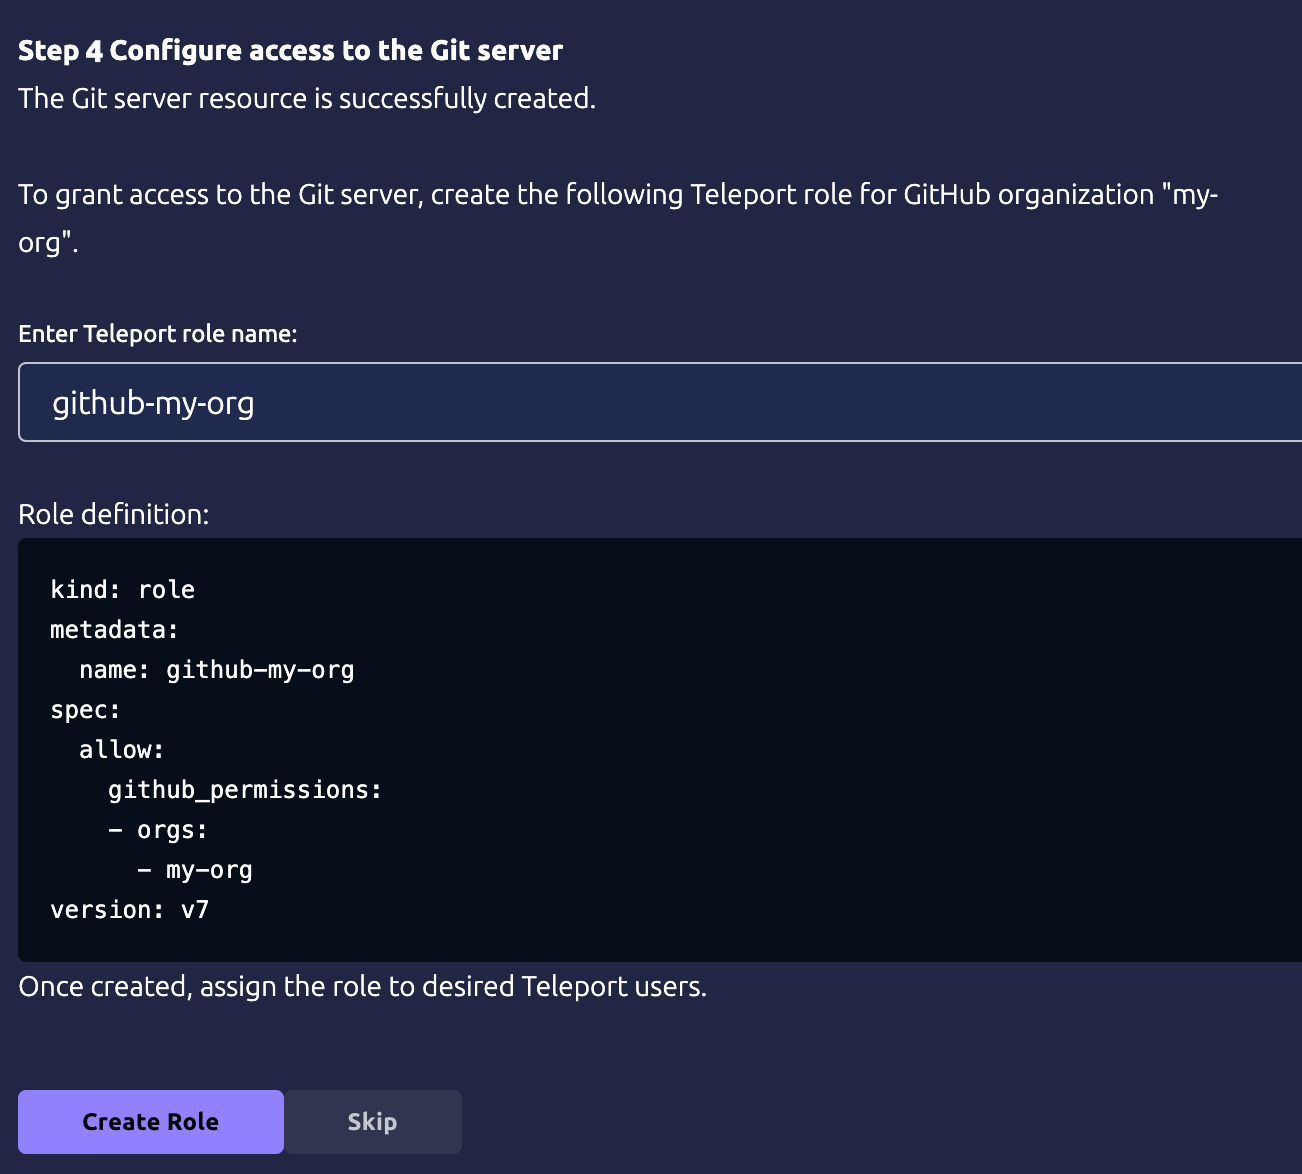 Step 4 Configure access to the Git server
The Git server resource is successfully created.
To grant access to the Git server, create the following Teleport role for GitHub organization "my-
org".
Enter Teleport role name:
github-my-org
Role definition:
kind: role
metadata:
  name: github-my-org
spec:
  allow:
    github_permissions:
    - orgs:
      - my-org
version: v7
Once created, assign the role to desired Teleport users.
Create Role
Skip